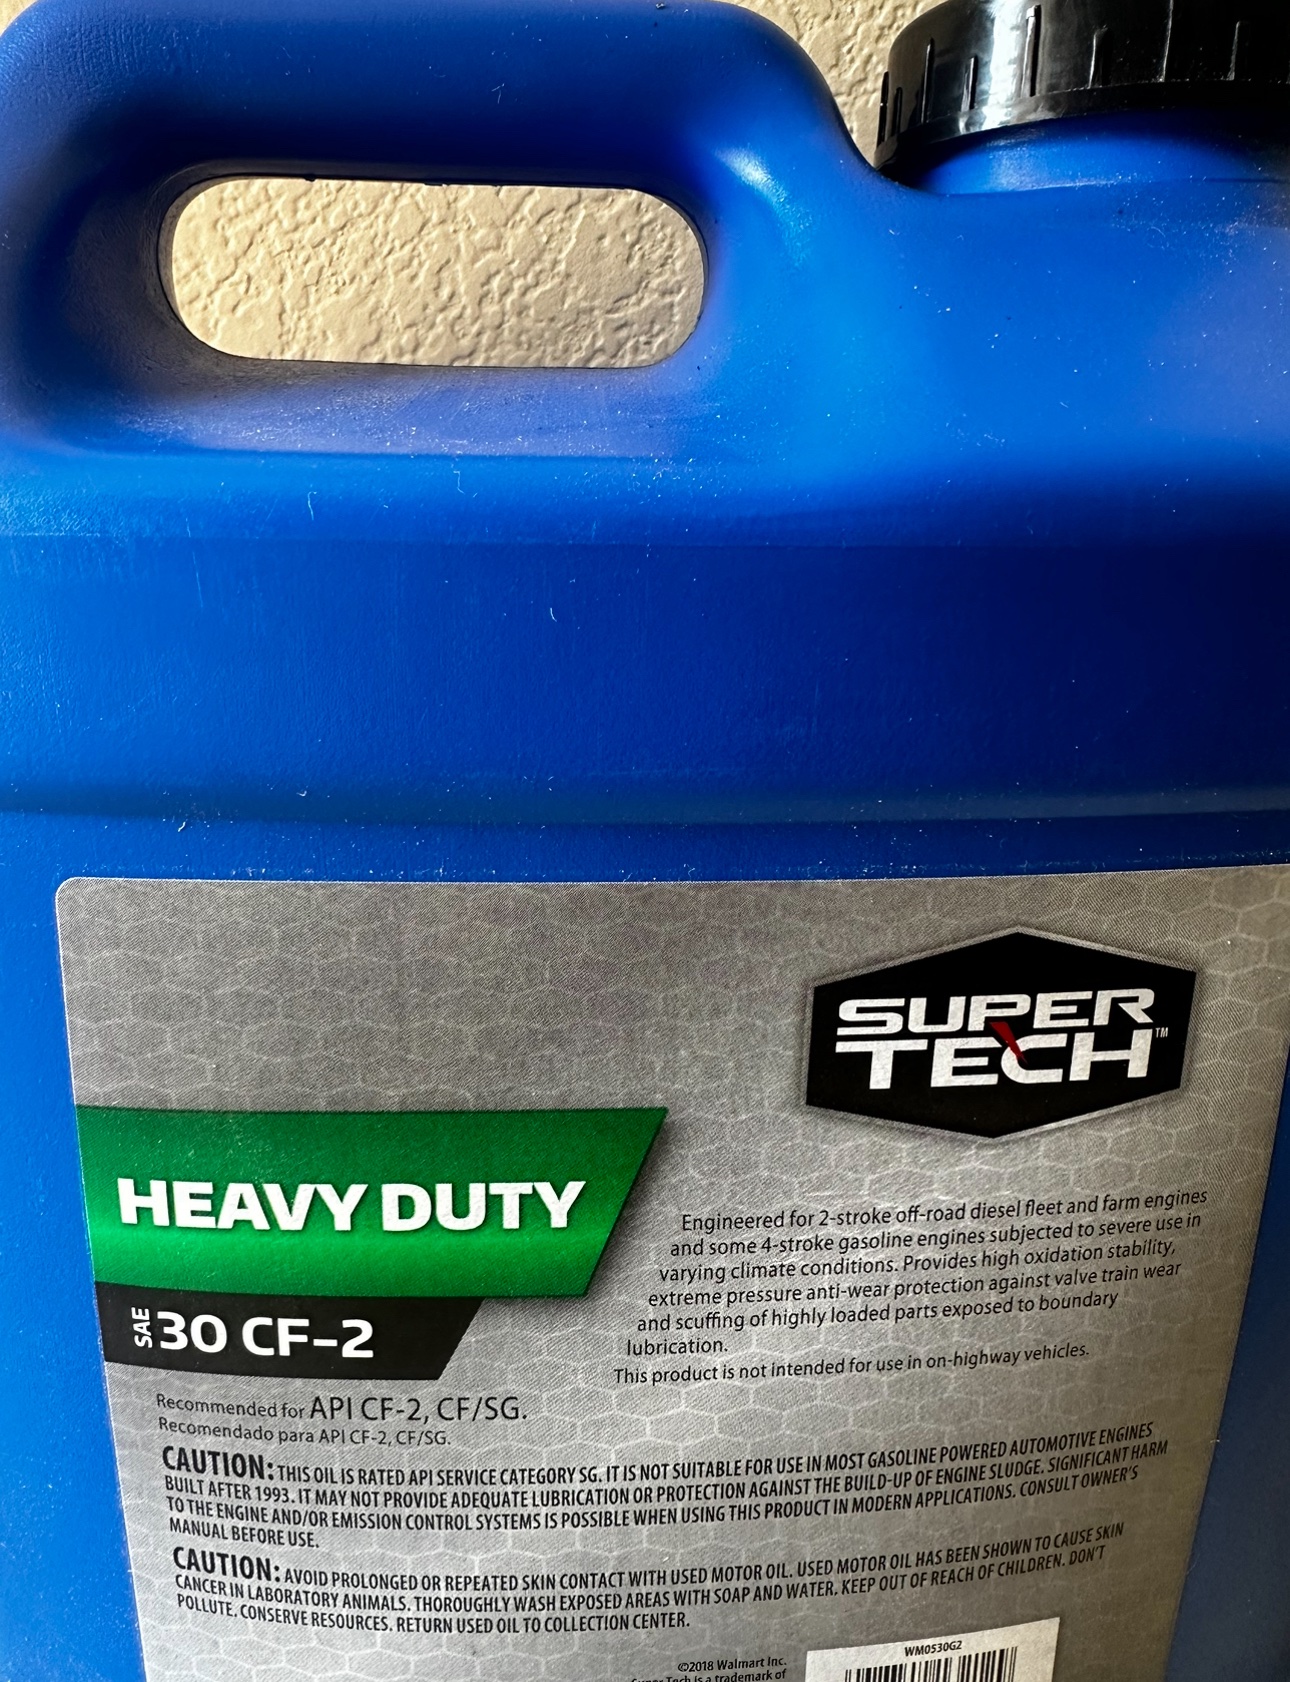 SUPER
TECH™
HEAVY DUTY
SAE 30 CF-2
Engineered for 2-stroke off-road diesel fleet and farm engines
and some 4-stroke gasoline engines subjected to severe use in
varying climate conditions. Provides high oxidation stability,
extreme pressure anti-wear protection against valve train wear
and scuffing of highly loaded parts exposed to boundary
lubrication.
This product is not intended for use in on-highway vehicles.
Recommended for API CF-2, CF/SG.
Recomendado para API CF-2, CF/SG.
CAUTION: THIS OIL IS RATED API SERVICE CATEGORY SG. IT IS NOT SUITABLE FOR USE IN MOST GASOLINE POWERED AUTOMOTIVE ENGINES
BUILT AFTER 1993. IT MAY NOT PROVIDE ADEQUATE LUBRICATION OR PROTECTION AGAINST THE BUILD-UP OF ENGINE SLUDGE. SIGNIFICANT HARM
TO THE ENGINE AND/OR EMISSION CONTROL SYSTEMS IS POSSIBLE WHEN USING THIS PRODUCT IN MODERN APPLICATIONS. CONSULT OWNER'S
MANUAL BEFORE USE.
CAUTION: AVOID PROLONGED OR REPEATED SKIN CONTACT WITH USED MOTOR OIL. USED MOTOR OIL HAS BEEN SHOWN TO CAUSE SKIN
CANCER IN LABORATORY ANIMALS. THOROUGHLY WASH EXPOSED AREAS WITH SOAP AND WATER. KEEP OUT OF REACH OF CHILDREN. DON'T
POLLUTE. CONSERVE RESOURCES. RETURN USED OIL TO COLLECTION CENTER.
WM0530G2
©2018 Walmart Inc.
Super Tech is a trademark of